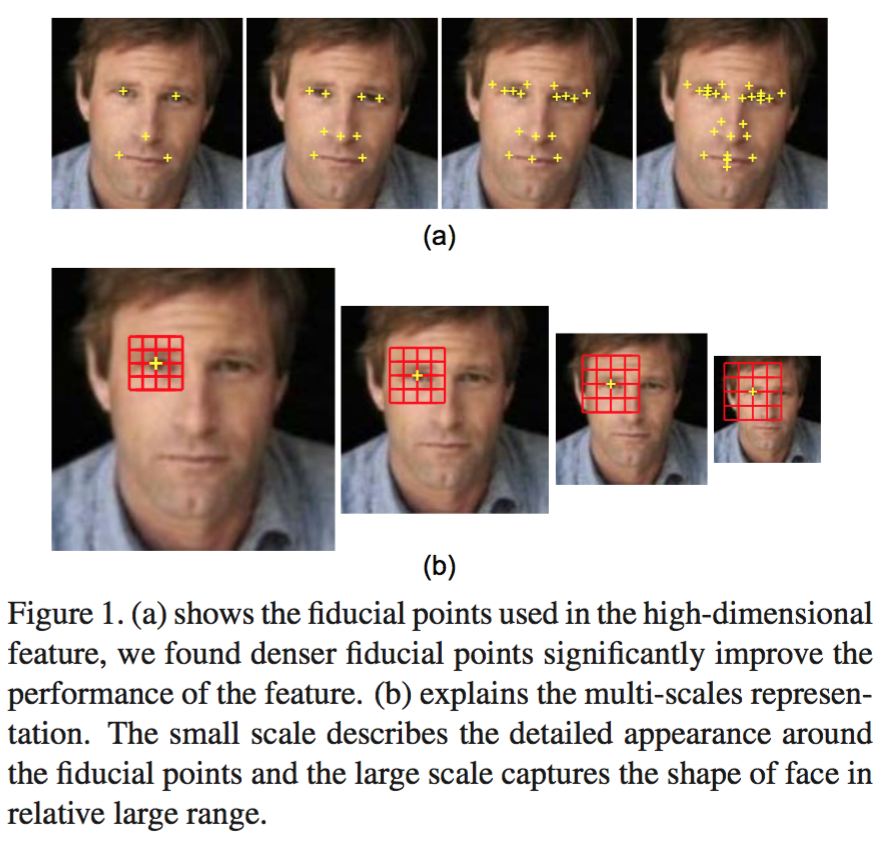 (a)
(b)
Figure 1. (a) shows the fiducial points used in the high-dimensional
feature, we found denser fiducial points significantly improve the
performance of the feature. (b) explains the multi-scales represen-
tation. The small scale describes the detailed appearance around
the fiducial points and the large scale captures the shape of face in
relative large range.